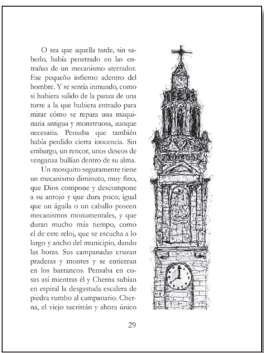 O sea que aquella tarde, sin sa-
berlo, había penetrado en las en-
trañas de un mecanismo aterrador.
Ese pequeño infierno adentro del
hombre. Y se sentía inmundo, como
si hubiera salido de la panza de una
torre a la que hubiera entrado para
mirar cómo se repara una maqui-
naria antigua y monstruosa, aunque
necesaria. Pensaba que también
había perdido cierta inocencia. Sin
embargo, un rencor, unos deseos de
venganza bullían dentro de su alma.
Un mosquito seguramente tiene
un mecanismo diminuto, muy fino,
que Dios compone y descompone
a su antojo y que dura poco; igual
que un águila o un caballo poseen
mecanismos monumentales, y que
duran mucho más tiempo, como
el de este reloj, que se escucha a lo
largo y ancho del municipio, dando
las horas. Sus campanadas cruzan
praderas y montes y se entierran
en los barrancos. Pensaba en co-
sas así mientras él y Cherna subían
en espiral la desgastada escalera de
piedra rumbo al campanario. Cher-
na, el viejo sacristán y ahora único
29